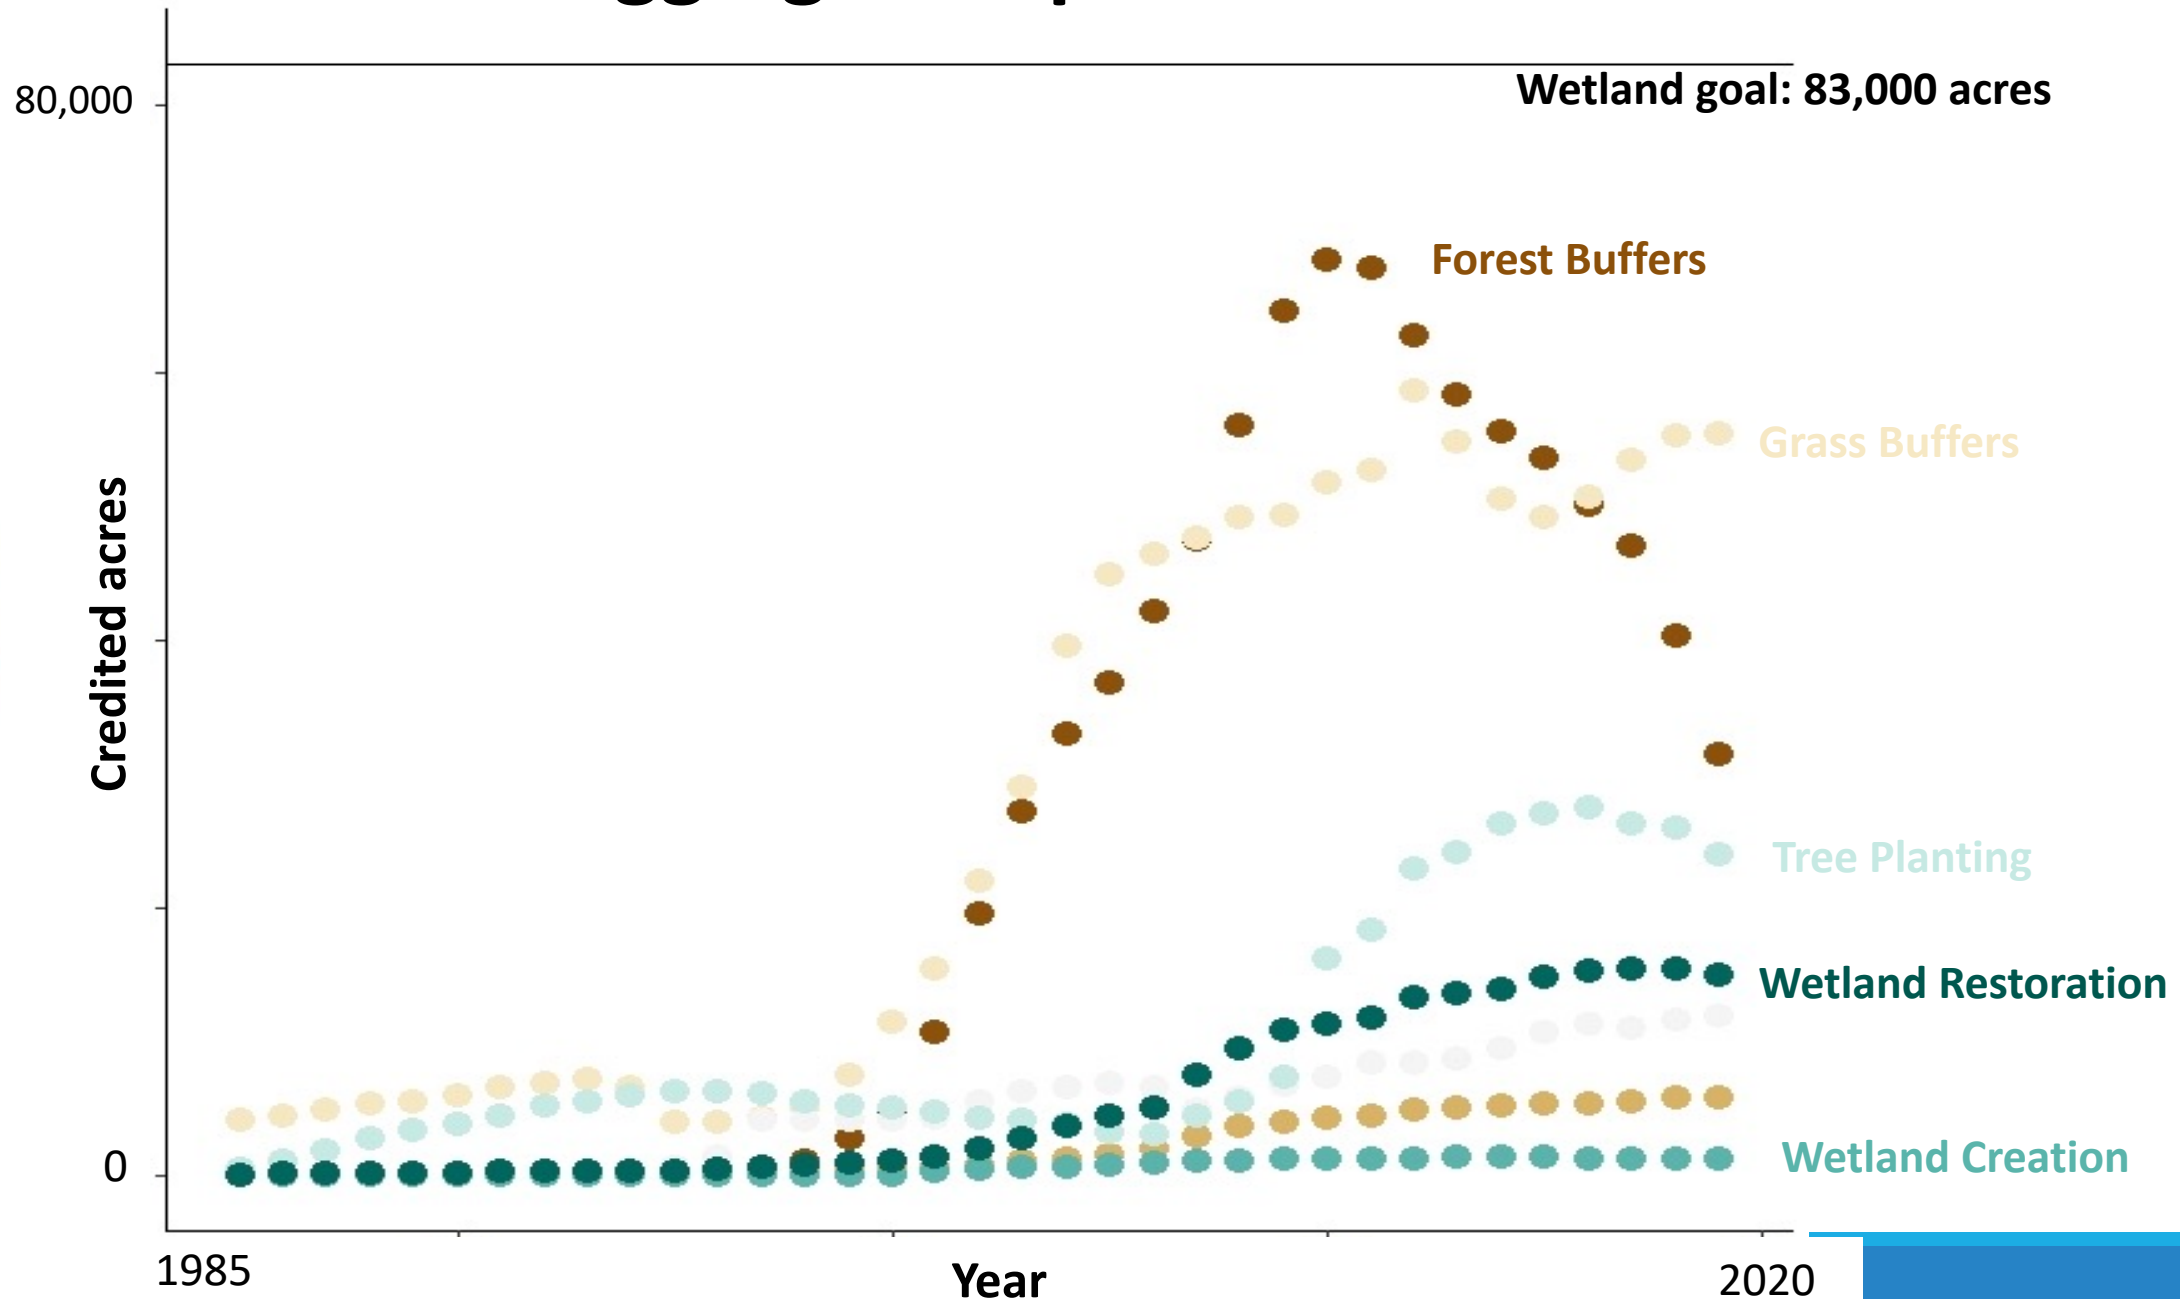 80,000
Wetland goal: 83,000 acres
Forest Buffers
Grass Buffers
Credited acres
Tree Planting
Wetland Restoration
Wetland Creation
0
1985
Year
2020